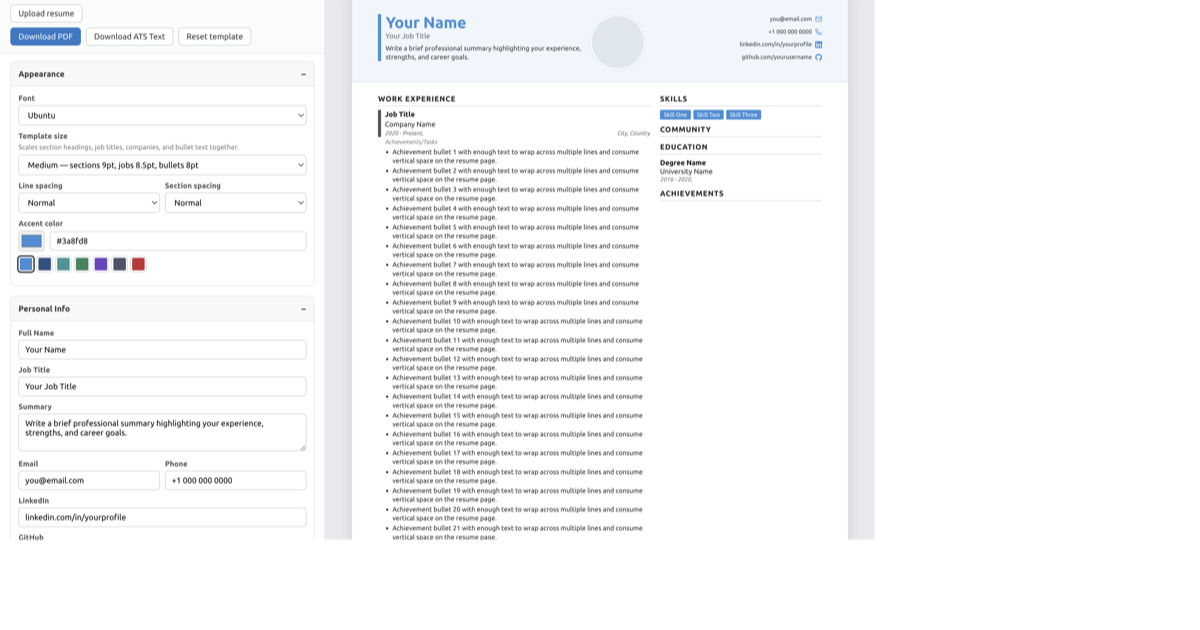 Upload resume
Download PDF
Download ATS Text
Reset template
Appearance
Font
Ubuntu
Template size
Scales section headings, job titles, companies, and bullet text together.
Medium — sections 9pt, jobs 8.5pt, bullets 8pt
Line spacing
Section spacing
Normal
Normal
Accent color
#3a8fd8
Personal Info
Full Name
Your Name
Job Title
Your Job Title
Summary
Write a brief professional summary highlighting your experience,
strengths, and career goals.
Email
Phone
you@email.com
+1 000 000 0000
LinkedIn
linkedin.com/in/yourprofile
GitHub
Your Name
Your Job Title
Write a brief professional summary highlighting your experience,
strengths, and career goals.
you@email.com
+1 000 000 0000
linkedin.com/in/yourprofile
github.com/yourusername
WORK EXPERIENCE
Job Title
Company Name
2020 - Present,
City, Country
Achievements/Tasks
• Achievement bullet 1 with enough text to wrap across multiple lines and consume
vertical space on the resume page.
• Achievement bullet 2 with enough text to wrap across multiple lines and consume
vertical space on the resume page.
• Achievement bullet 3 with enough text to wrap across multiple lines and consume
vertical space on the resume page.
• Achievement bullet 4 with enough text to wrap across multiple lines and consume
vertical space on the resume page.
• Achievement bullet 5 with enough text to wrap across multiple lines and consume
vertical space on the resume page.
• Achievement bullet 6 with enough text to wrap across multiple lines and consume
vertical space on the resume page.
• Achievement bullet 7 with enough text to wrap across multiple lines and consume
vertical space on the resume page.
• Achievement bullet 8 with enough text to wrap across multiple lines and consume
vertical space on the resume page.
• Achievement bullet 9 with enough text to wrap across multiple lines and consume
vertical space on the resume page.
• Achievement bullet 10 with enough text to wrap across multiple lines and consume
vertical space on the resume page.
• Achievement bullet 11 with enough text to wrap across multiple lines and consume
vertical space on the resume page.
• Achievement bullet 12 with enough text to wrap across multiple lines and consume
vertical space on the resume page.
• Achievement bullet 13 with enough text to wrap across multiple lines and consume
vertical space on the resume page.
• Achievement bullet 14 with enough text to wrap across multiple lines and consume
vertical space on the resume page.
• Achievement bullet 15 with enough text to wrap across multiple lines and consume
vertical space on the resume page.
• Achievement bullet 16 with enough text to wrap across multiple lines and consume
vertical space on the resume page.
• Achievement bullet 17 with enough text to wrap across multiple lines and consume
vertical space on the resume page.
• Achievement bullet 18 with enough text to wrap across multiple lines and consume
vertical space on the resume page.
• Achievement bullet 19 with enough text to wrap across multiple lines and consume
vertical space on the resume page.
• Achievement bullet 20 with enough text to wrap across multiple lines and consume
vertical space on the resume page.
• Achievement bullet 21 with enough text to wrap across multiple lines and consume
vertical space on the resume page.
SKILLS
Skill One
Skill Two
Skill Three
COMMUNITY
EDUCATION
Degree Name
University Name
2016 - 2020,
ACHIEVEMENTS